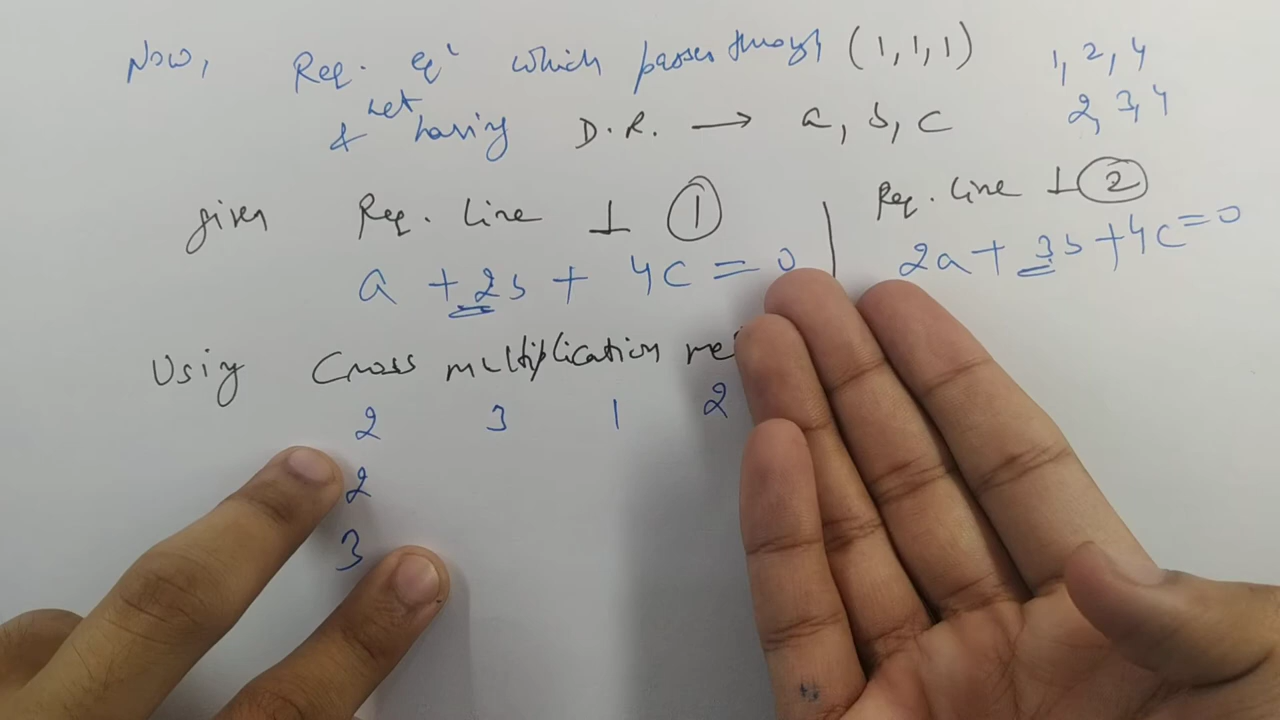 Now, Req. eqⁿ which passes through (1,1,1) 1, 2, 4
& let having D.R. → a, b, c 2, 3, 4
given Req. line ⊥ ① Req. line ⊥ ②
a + 2b + 4c = 0 2a + 3b + 4c = 0
Using Cross multiplication
2 3 1 2
2
3